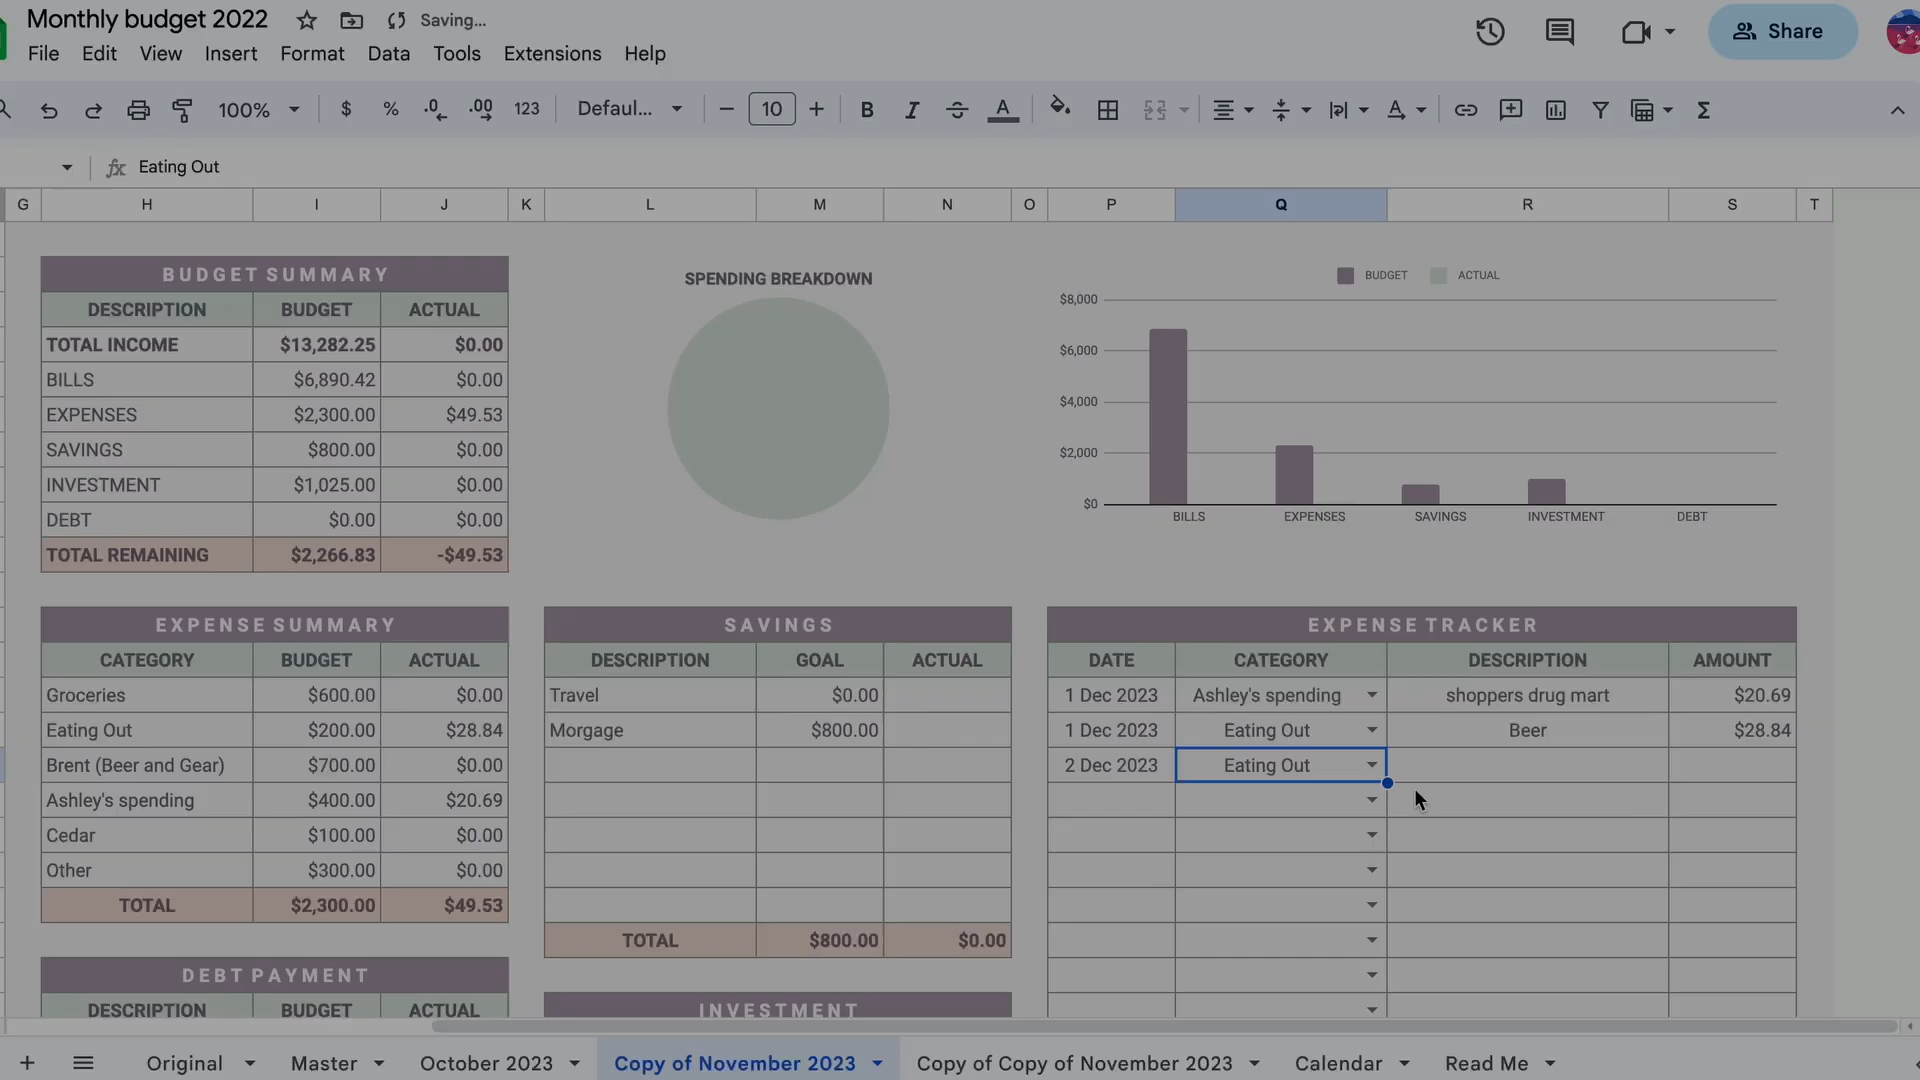 Monthly budget 2022
Saving...
File Edit View Insert Format Data Tools Extensions Help
Share
100% $ % .0 .00 123 Defaul... 10 B I A
fx Eating Out
G H I J K L M N O P Q R S T
BUDGET SUMMARY
DESCRIPTION BUDGET ACTUAL
TOTAL INCOME $13,282.25 $0.00
BILLS $6,890.42 $0.00
EXPENSES $2,300.00 $49.53
SAVINGS $800.00 $0.00
INVESTMENT $1,025.00 $0.00
DEBT $0.00 $0.00
TOTAL REMAINING $2,266.83 -$49.53
SPENDING BREAKDOWN
BUDGET ACTUAL
$8,000
$6,000
$4,000
$2,000
$0
BILLS EXPENSES SAVINGS INVESTMENT DEBT
EXPENSE SUMMARY
CATEGORY BUDGET ACTUAL
Groceries $600.00 $0.00
Eating Out $200.00 $28.84
Brent (Beer and Gear) $700.00 $0.00
Ashley's spending $400.00 $20.69
Cedar $100.00 $0.00
Other $300.00 $0.00
TOTAL $2,300.00 $49.53
DEBT PAYMENT
DESCRIPTION BUDGET ACTUAL
SAVINGS
DESCRIPTION GOAL ACTUAL
Travel $0.00
Morgage $800.00
TOTAL $800.00 $0.00
INVESTMENT
EXPENSE TRACKER
DATE CATEGORY DESCRIPTION AMOUNT
1 Dec 2023 Ashley's spending shoppers drug mart $20.69
1 Dec 2023 Eating Out Beer $28.84
2 Dec 2023 Eating Out
Original Master October 2023 Copy of November 2023 Copy of Copy of November 2023 Calendar Read Me